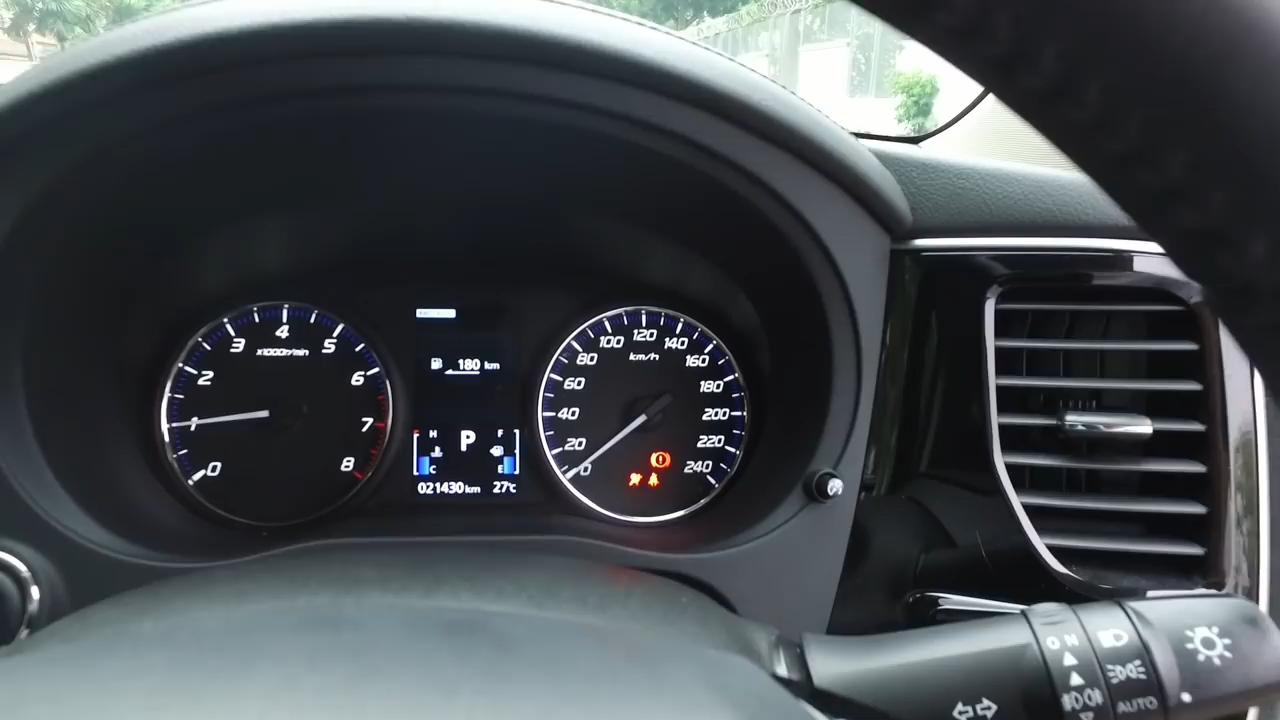 0 1 2 3 4 5 6 7 8
x1000r/min
180 km
H P F
C E
021430km 27℃
0 20 40 60 80 100 120 140 160 180 200 220 240
km/h
ON
AUTO